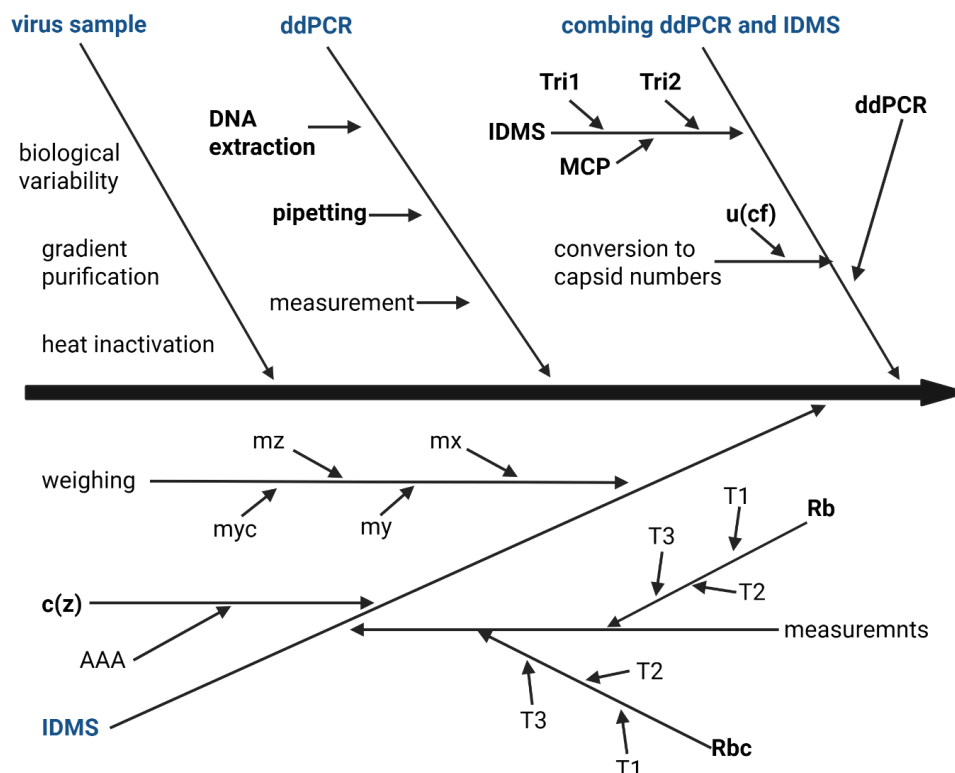 virus sample
ddPCR
combing ddPCR and IDMS
Tri1
Tri2
ddPCR
DNA
extraction
IDMS
MCP
biological
variability
pipetting
u(cf)
gradient
purification
conversion to
capsid numbers
measurement
heat inactivation
mz
mx
weighing
myc
my
T1
Rb
T3
T2
c(z)
measuremnts
AAA
T2
T3
IDMS
Rbc
T1